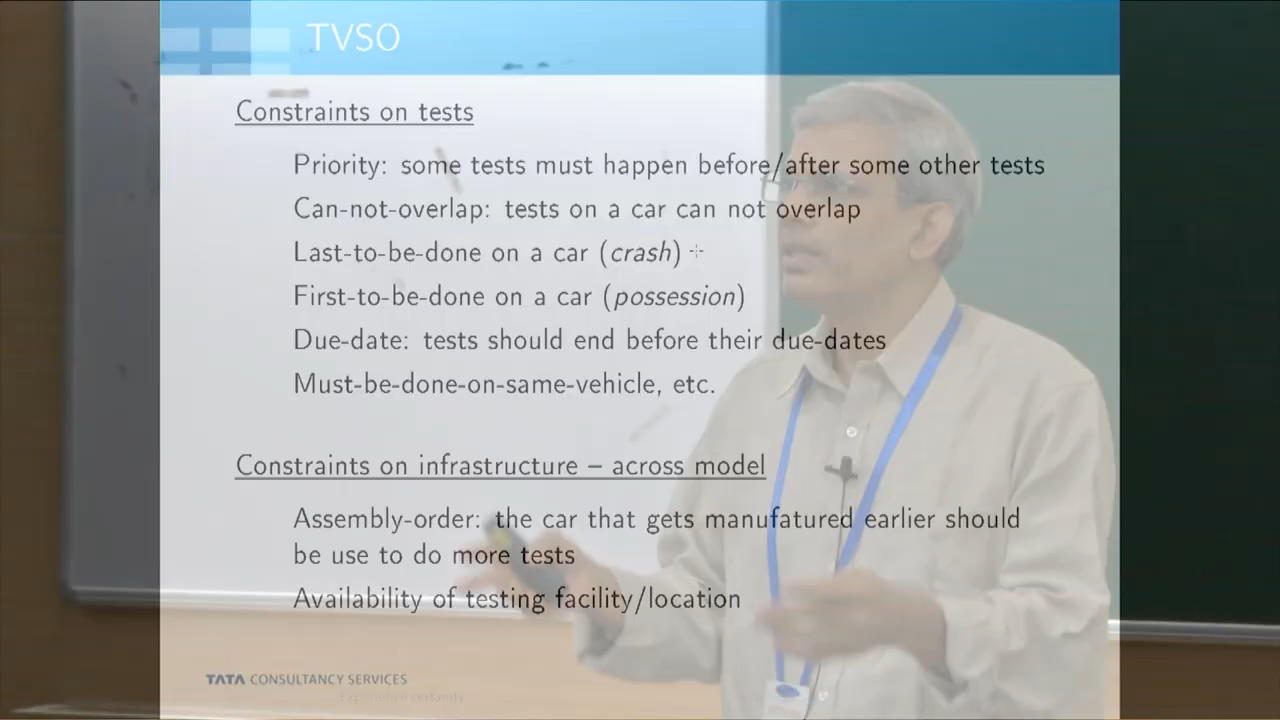 TVSO
Constraints on tests
Priority: some tests must happen before/after some other tests
Can-not-overlap: tests on a car can not overlap
Last-to-be-done on a car (crash)
First-to-be-done on a car (possession)
Due-date: tests should end before their due-dates
Must-be-done-on-same-vehicle, etc.
Constraints on infrastructure – across model
Assembly-order: the car that gets manufatured earlier should
be use to do more tests
Availability of testing facility/location
TATA CONSULTANCY SERVICES
Experience certainty